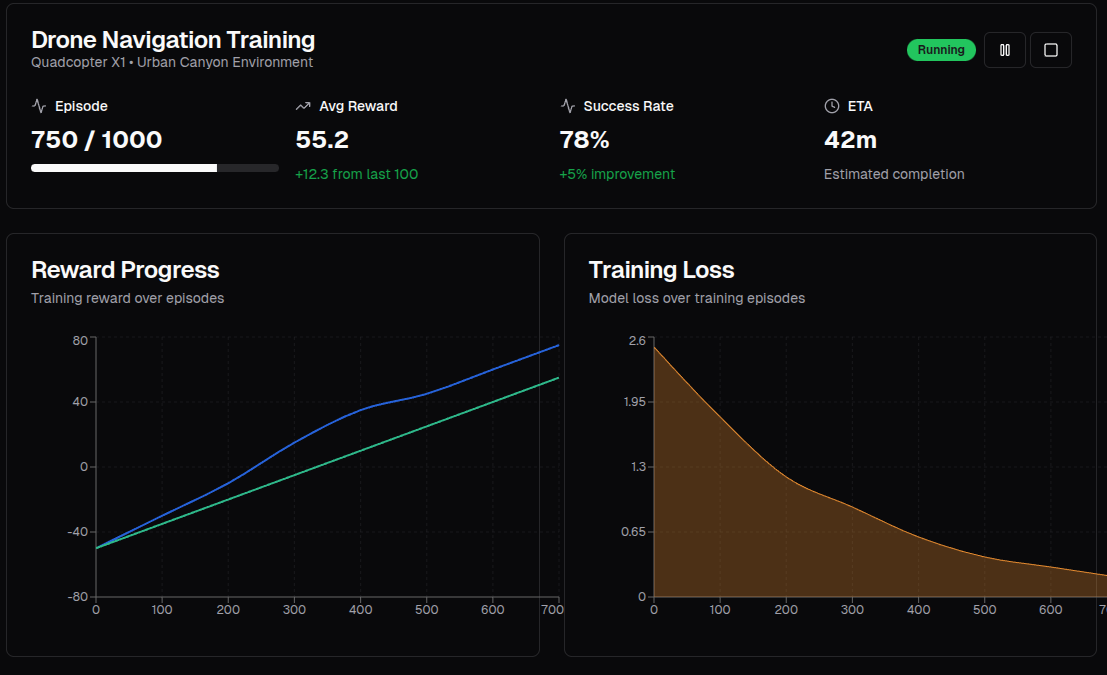 Drone Navigation Training
Quadcopter X1 • Urban Canyon Environment
Running
Episode
750 / 1000
Avg Reward
55.2
+12.3 from last 100
Success Rate
78%
+5% improvement
ETA
42m
Estimated completion
Reward Progress
Training reward over episodes
80
40
0
-40
-80
0 100 200 300 400 500 600 700
Training Loss
Model loss over training episodes
2.6
1.95
1.3
0.65
0
0 100 200 300 400 500 600